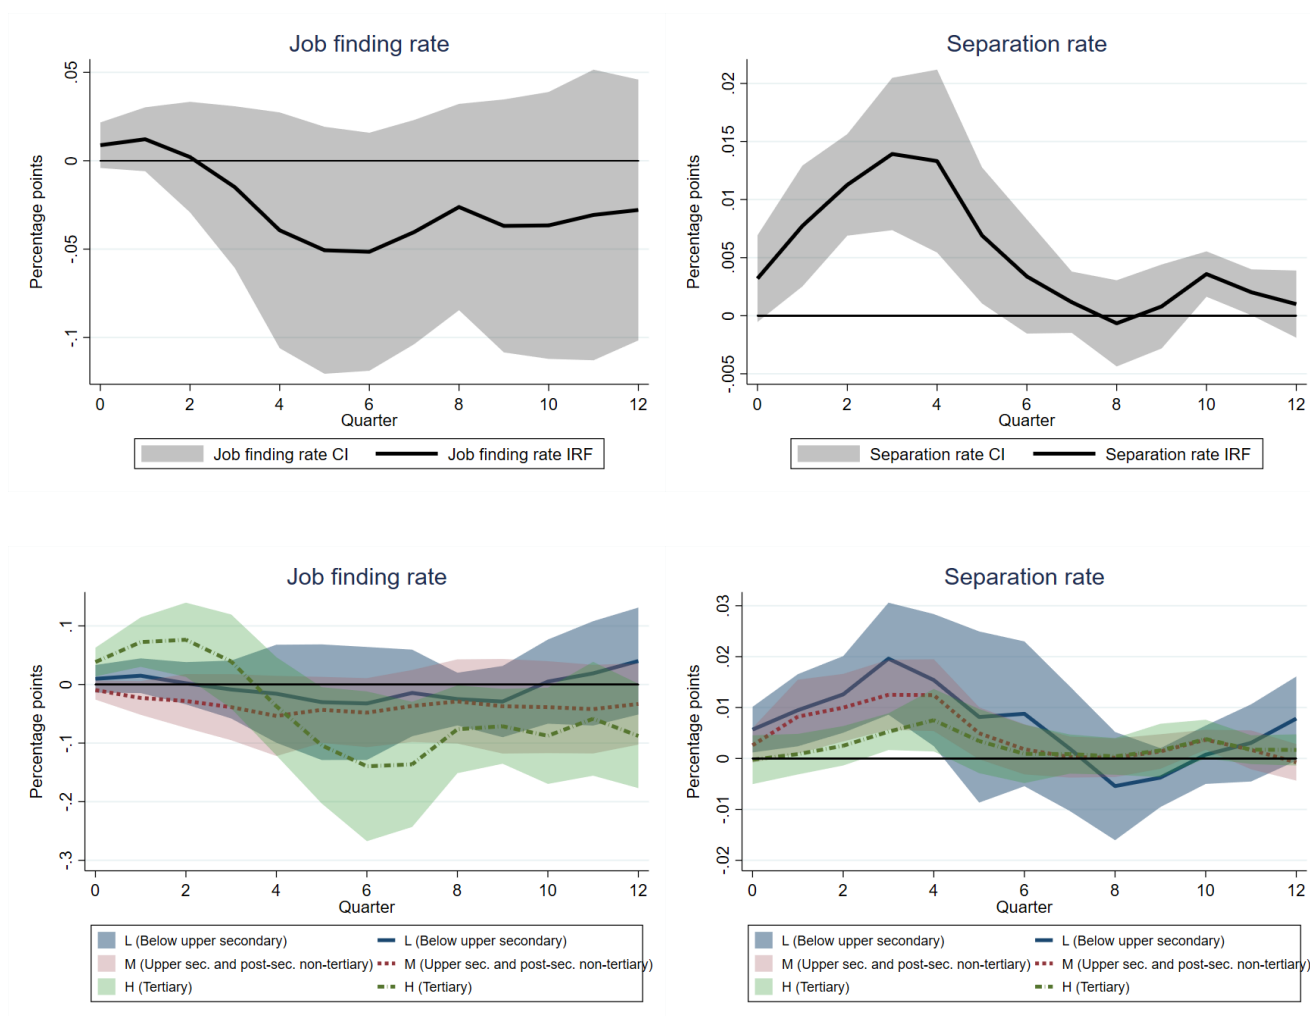 Job finding rate
Percentage points
.05
0
-.05
-.1
0 2 4 6 8 10 12
Quarter
Job finding rate CI Job finding rate IRF
Separation rate
Percentage points
.02
.015
.01
.005
0
-.005
0 2 4 6 8 10 12
Quarter
Separation rate CI Separation rate IRF
Job finding rate
Percentage points
.1
0
-.1
-.2
-.3
0 2 4 6 8 10 12
Quarter
L (Below upper secondary) L (Below upper secondary)
M (Upper sec. and post-sec. non-tertiary) M (Upper sec. and post-sec. non-tertiary)
H (Tertiary) H (Tertiary)
Separation rate
Percentage points
.03
.02
.01
0
-.01
-.02
0 2 4 6 8 10 12
Quarter
L (Below upper secondary) L (Below upper secondary)
M (Upper sec. and post-sec. non-tertiary) M (Upper sec. and post-sec. non-tertiary)
H (Tertiary) H (Tertiary)